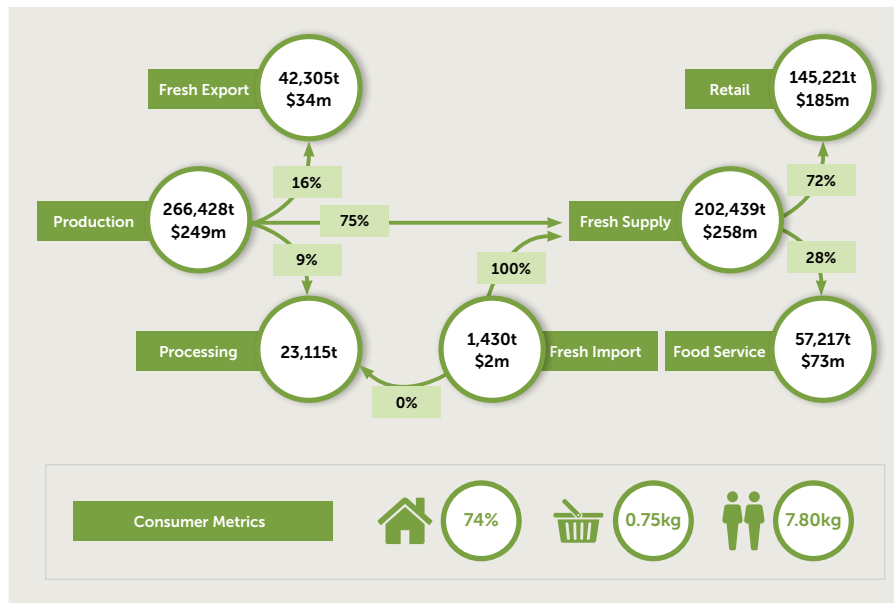 Fresh Export
42,305t
$34m
Retail
145,221t
$185m
16%
72%
Production
266,428t
$249m
75%
Fresh Supply
202,439t
$258m
9%
100%
28%
Processing
23,115t
1,430t
$2m
Fresh Import
Food Service
57,217t
$73m
0%
Consumer Metrics
74%
0.75kg
7.80kg